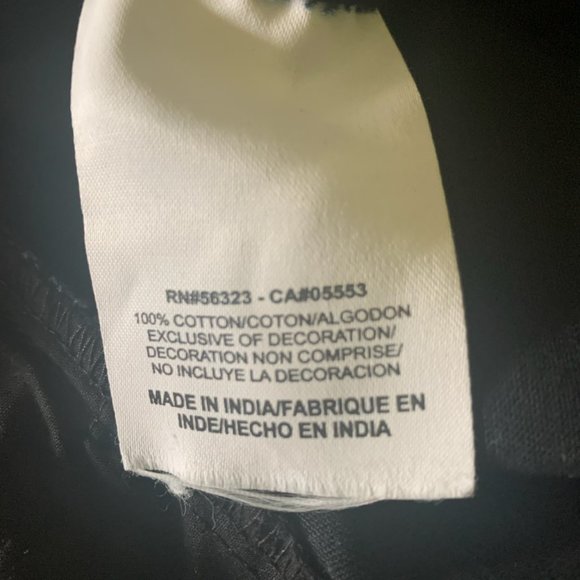 RN#56323 - CA#05553
100% COTTON/COTON/ALGODON
EXCLUSIVE OF DECORATION/
DECORATION NON COMPRISE/
NO INCLUYE LA DECORACION
MADE IN INDIA/FABRIQUE EN
INDE/HECHO EN INDIA